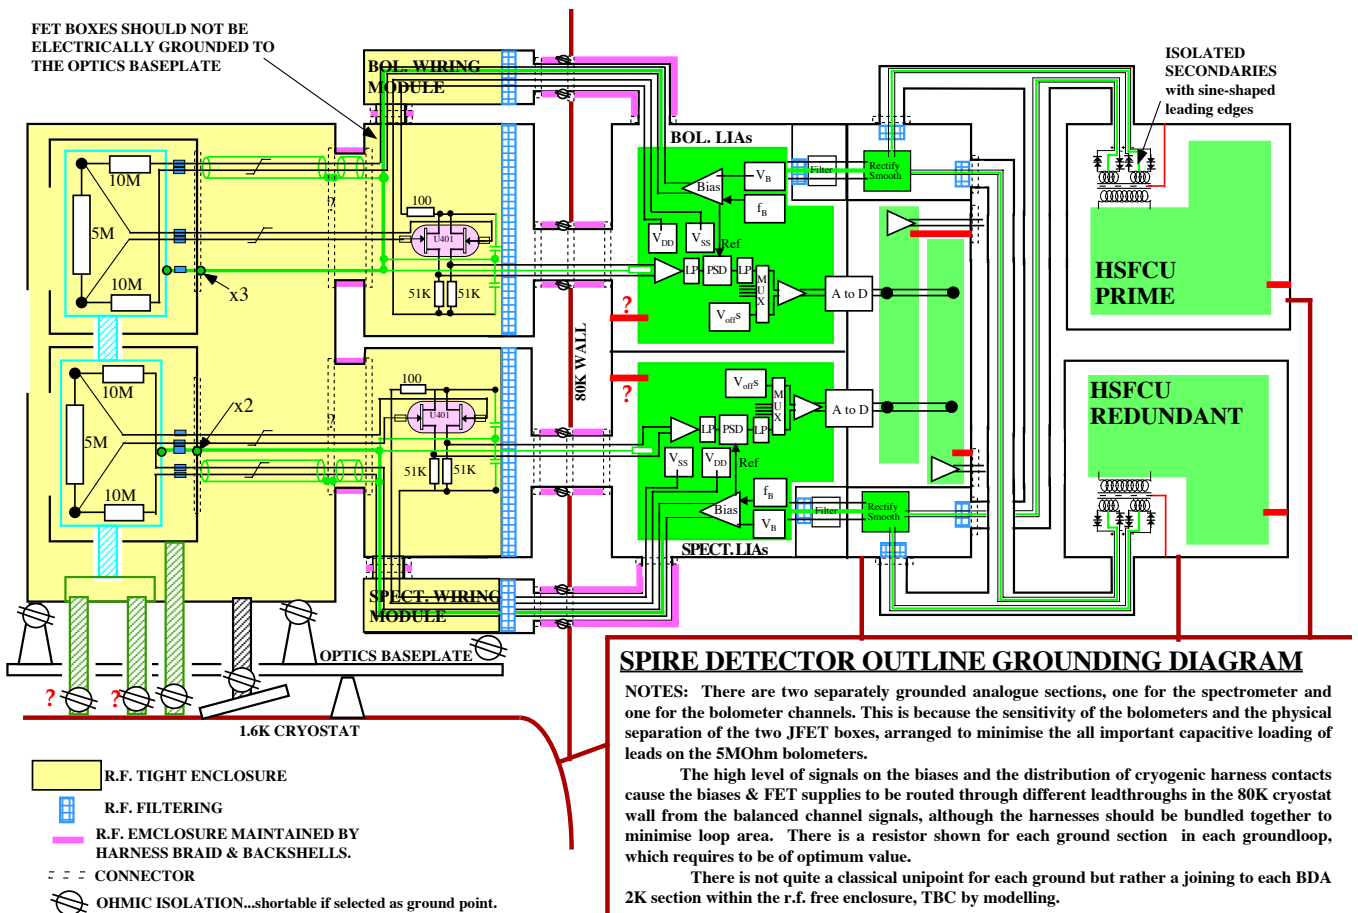 FET BOXES SHOULD NOT BE
ELECTRICALLY GROUNDED TO
THE OPTICS BASEPLATE
BOL. WIRING
MODULE
ISOLATED
SECONDARIES
with sine-shaped
leading edges
BOL. LIAs
10M
5M
10M
x3
?
100
U401
51K
51K
Bias
V_B
f_B
Filter
Rectify
Smooth
V_DD
V_SS
Ref
LP
PSD
LP
MUX
V_off s
A to D
?
HSFCU
PRIME
80K WALL
10M
5M
10M
x2
?
100
U401
51K
51K
?
V_off s
MUX
A to D
LP
PSD
LP
V_SS
V_DD
Ref
Bias
f_B
V_B
Filter
Rectify
Smooth
HSFCU
REDUNDANT
SPECT. LIAs
SPECT. WIRING
MODULE
OPTICS BASEPLATE
?
?
1.6K CRYOSTAT
R.F. TIGHT ENCLOSURE
R.F. FILTERING
R.F. EMCLOSURE MAINTAINED BY
HARNESS BRAID & BACKSHELLS.
CONNECTOR
OHMIC ISOLATION...shortable if selected as ground point.
SPIRE DETECTOR OUTLINE GROUNDING DIAGRAM
NOTES: There are two separately grounded analogue sections, one for the spectrometer and
one for the bolometer channels. This is because the sensitivity of the bolometers and the physical
separation of the two JFET boxes, arranged to minimise the all important capacitive loading of
leads on the 5MOhm bolometers.
The high level of signals on the biases and the distribution of cryogenic harness contacts
cause the biases & FET supplies to be routed through different leadthroughs in the 80K cryostat
wall from the balanced channel signals, although the harnesses should be bundled together to
minimise loop area. There is a resistor shown for each ground section in each groundloop,
which requires to be of optimum value.
There is not quite a classical unipoint for each ground but rather a joining to each BDA
2K section within the r.f. free enclosure, TBC by modelling.